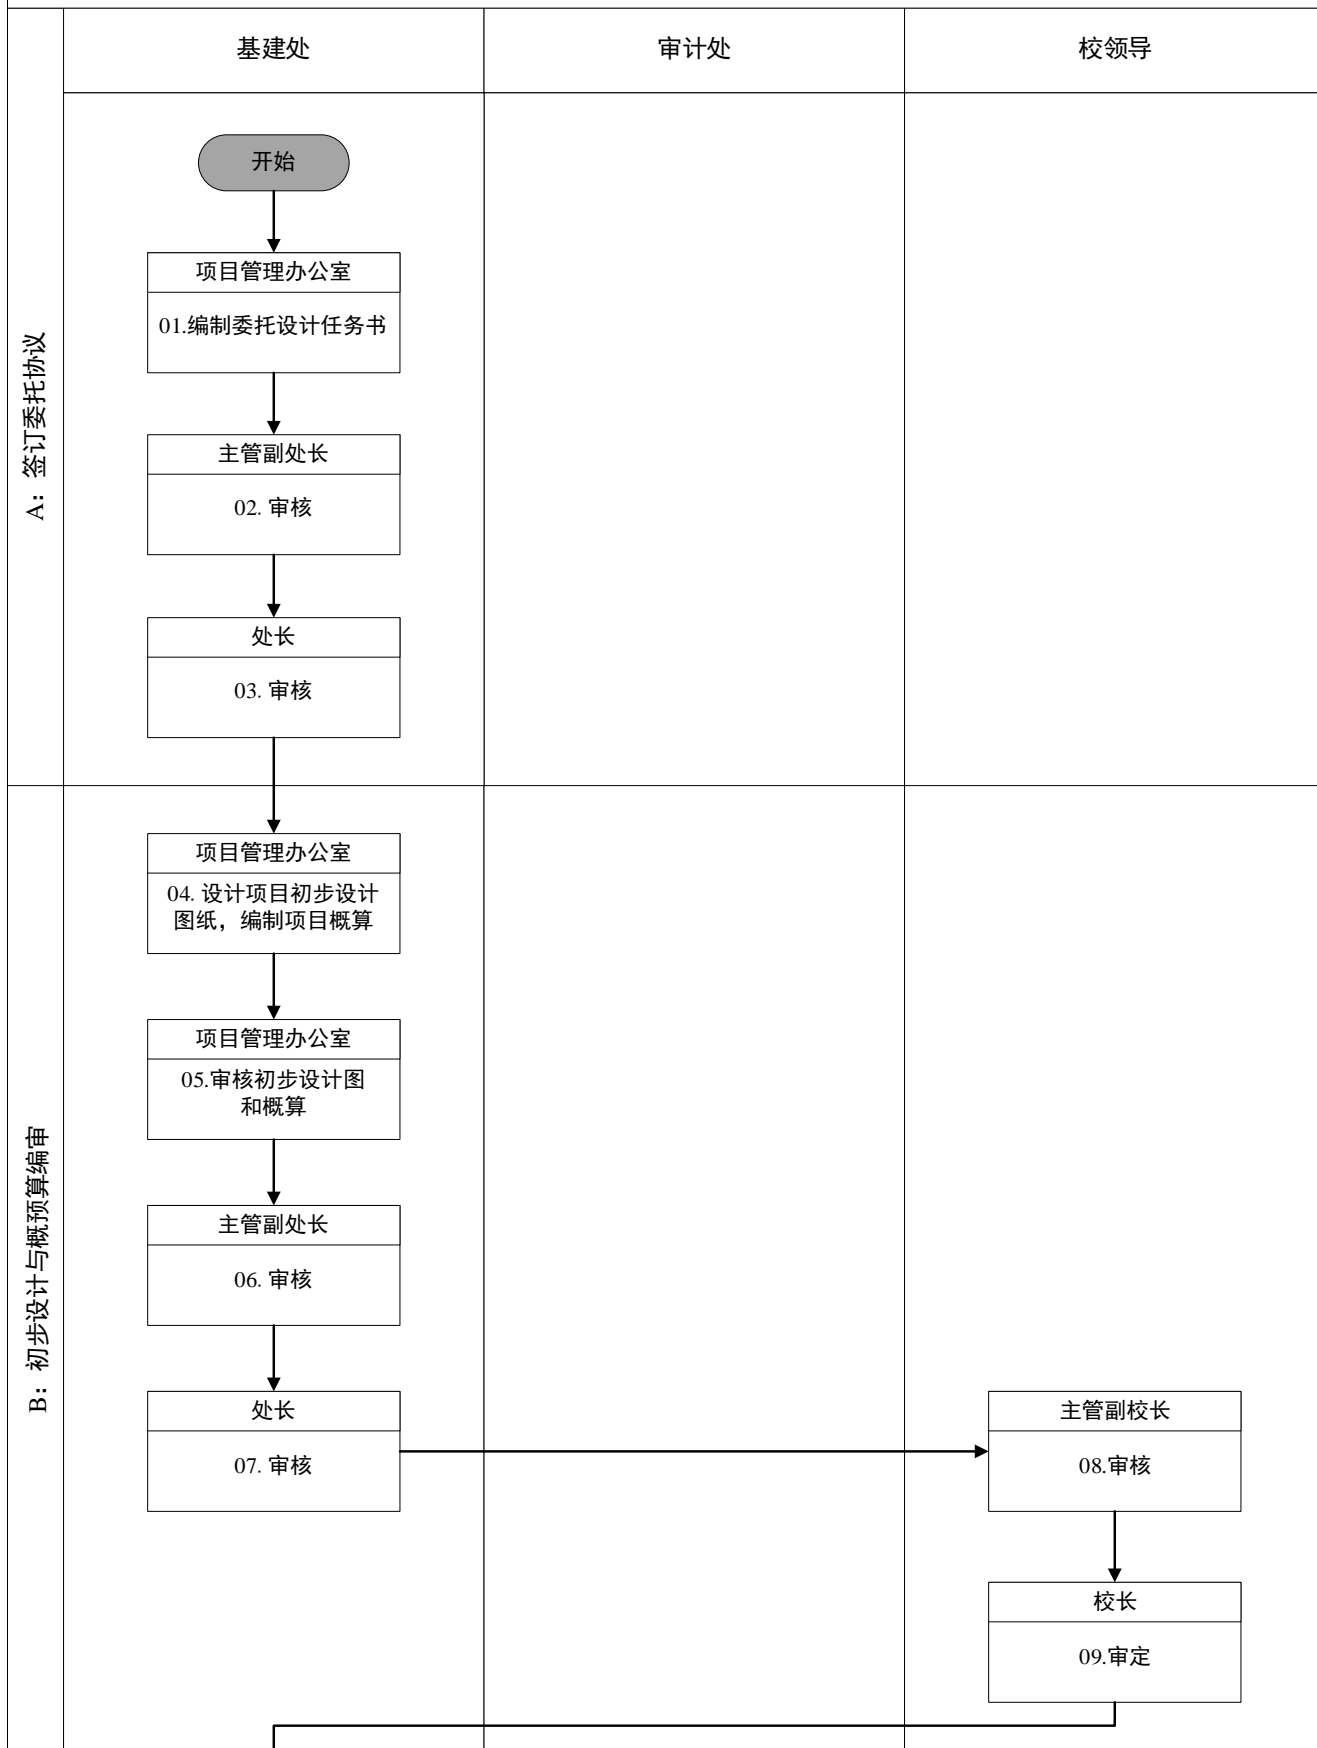 基建处
审计处
校领导
A：签订委托协议
开始
项目管理办公室
01.编制委托设计任务书
主管副处长
02. 审核
处长
03. 审核
B：初步设计与概预算编审
项目管理办公室
04. 设计项目初步设计
图纸，编制项目概算
项目管理办公室
05.审核初步设计图
和概算
主管副处长
06. 审核
处长
07. 审核
主管副校长
08.审核
校长
09.审定